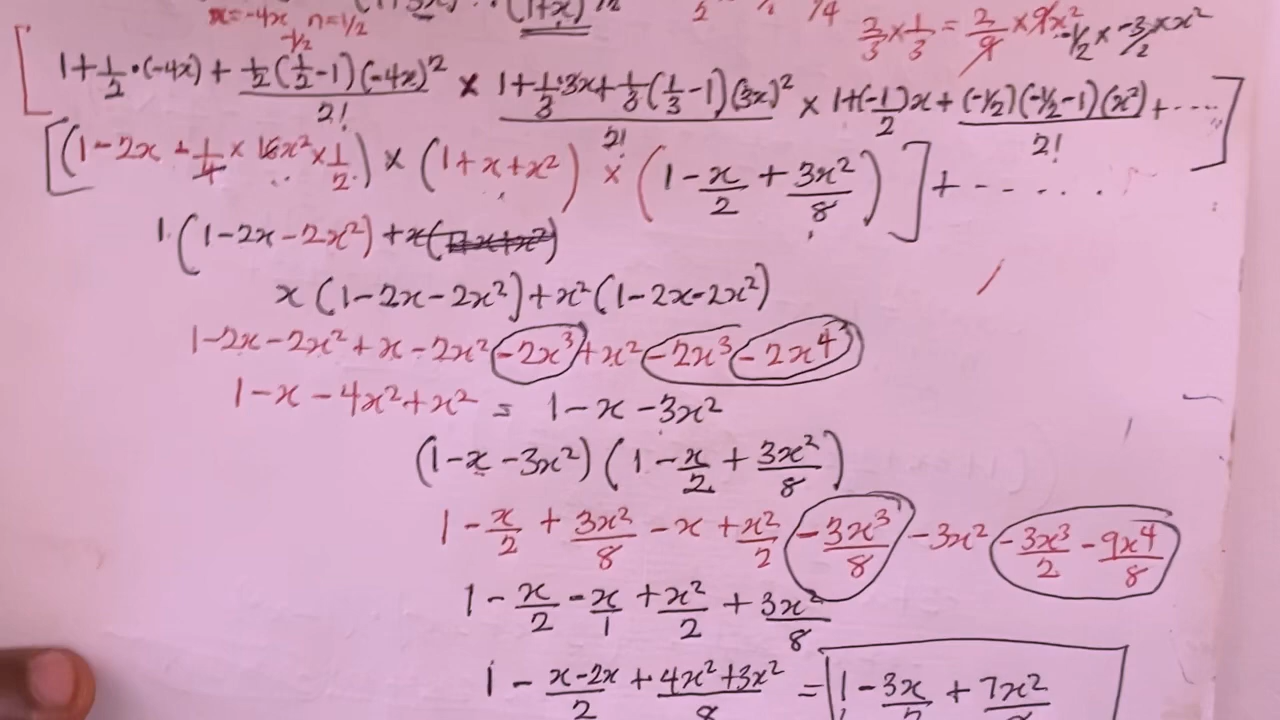 x=-4x n=1/2 (1+3x) · (1+x) 1/2
-1/2
2/3 × 1/3 = 2/9 × 9x² -1/2 × -3/2 × x²
[1+1/2·(-4x) + 1/2(1/2-1)(-4x)²/2! × 1+1/3·3x+1/3(1/3-1)(3x)²/2! × 1+(-1/2)x+(-1/2)(-1/2-1)(x²)/2! + .....]
[(1-2x-1/4×16x²×1/2) × (1+x+x²) × (1-x/2+3x²/8)] + - - . . . .
1(1-2x-2x²)+x
x(1-2x-2x²)+x²(1-2x-2x²)
1-2x-2x²+x-2x²-2x³+x²-2x³-2x⁴
1-x-4x²+x² = 1-x-3x²
(1-x-3x²)(1-x/2+3x²/8)
1-x/2+3x²/8-x+x²/2-3x³/8-3x²-3x³/2-9x⁴/8
1-x/2-x/1+x²/2+3x²/8
1-x-2x/2+4x²+3x²/8 = 1-3x/2+7x²